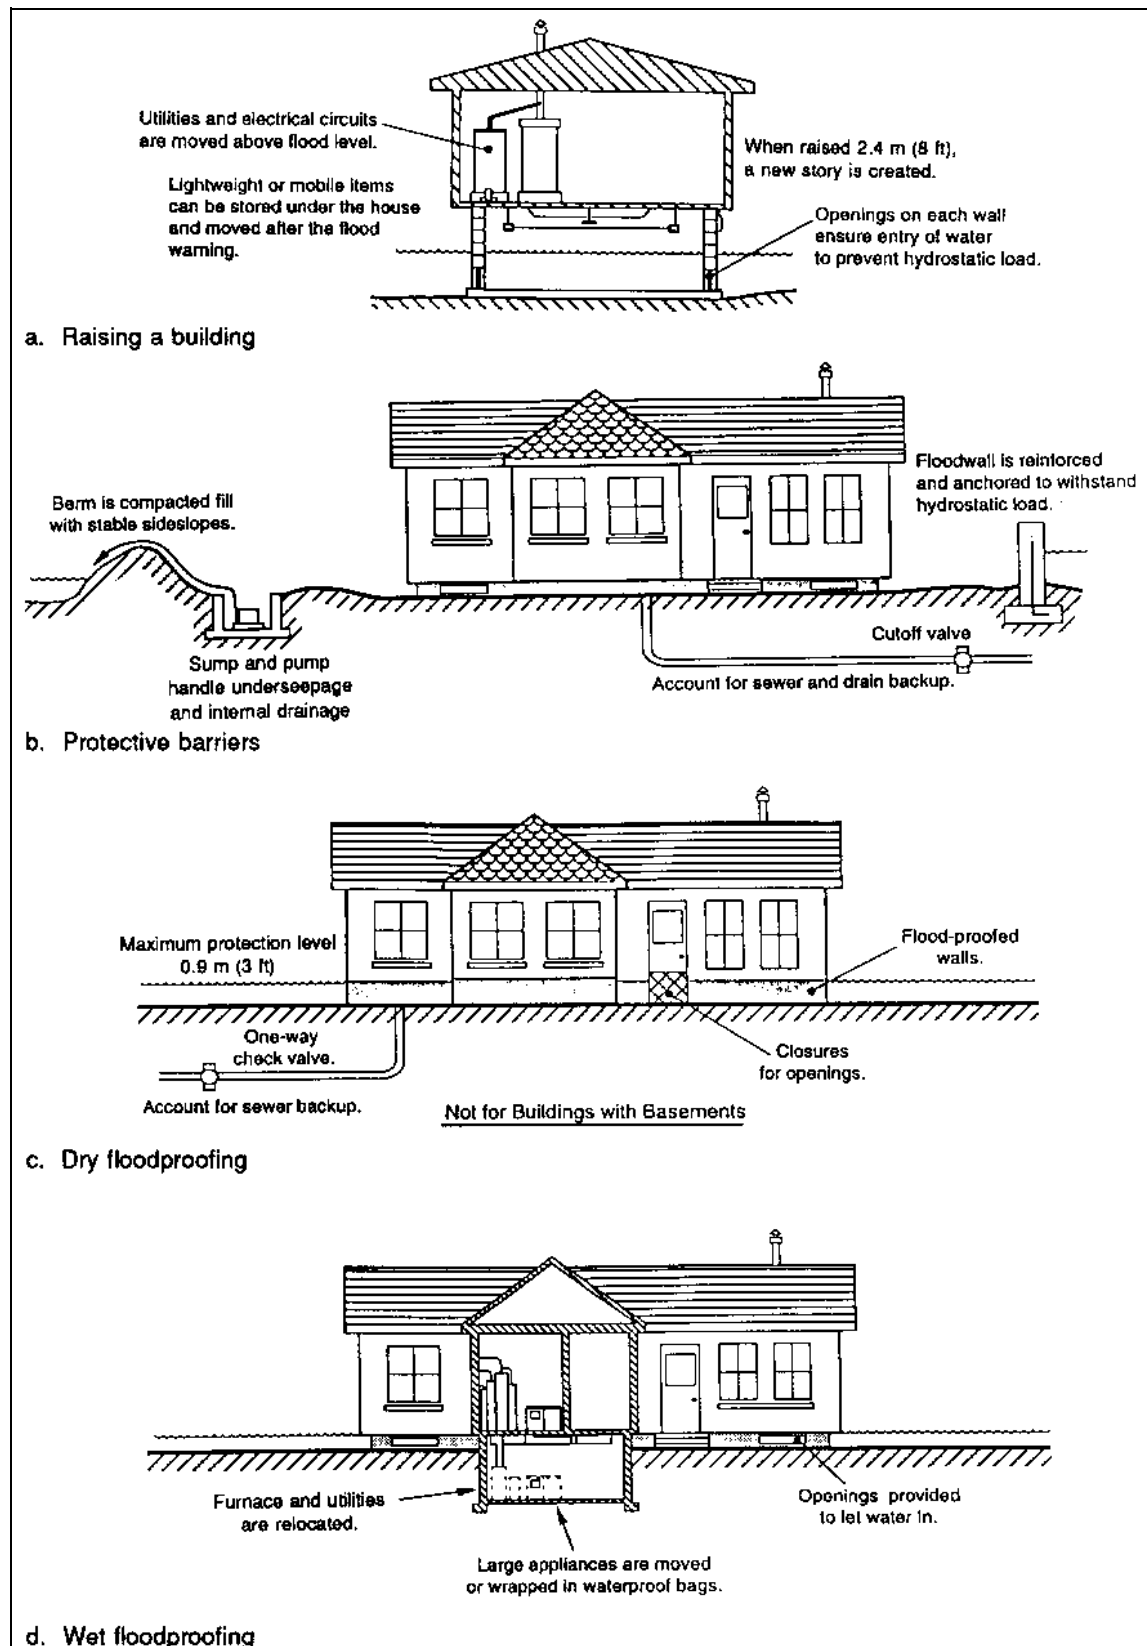 Utilities and electrical circuits
are moved above flood level.
Lightweight or mobile items
can be stored under the house
and moved after the flood
warning.
When raised 2.4 m (8 ft),
a new story is created.
Openings on each wall
ensure entry of water
to prevent hydrostatic load.
a. Raising a building
Berm is compacted fill
with stable sideslopes.
Floodwall is reinforced
and anchored to withstand
hydrostatic load.
Sump and pump
handle underseepage
and internal drainage
Cutoff valve
Account for sewer and drain backup.
b. Protective barriers
Maximum protection level
0.9 m (3 ft)
Flood-proofed
walls.
One-way
check valve.
Closures
for openings.
Account for sewer backup.
Not for Buildings with Basements
c. Dry floodproofing
Furnace and utilities
are relocated.
Openings provided
to let water in.
Large appliances are moved
or wrapped in waterproof bags.
d. Wet floodproofing